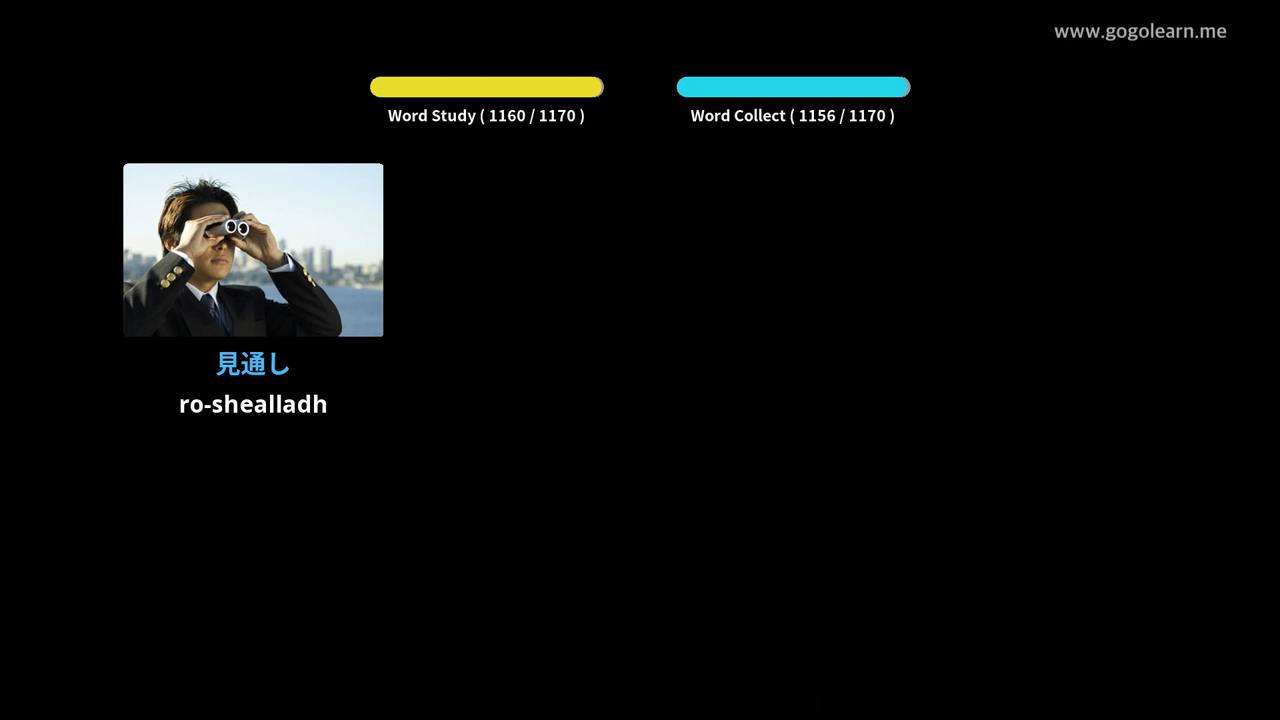 www.gogolearn.me
Word Study ( 1160 / 1170 )
Word Collect ( 1156 / 1170 )
見通し
ro-shealladh